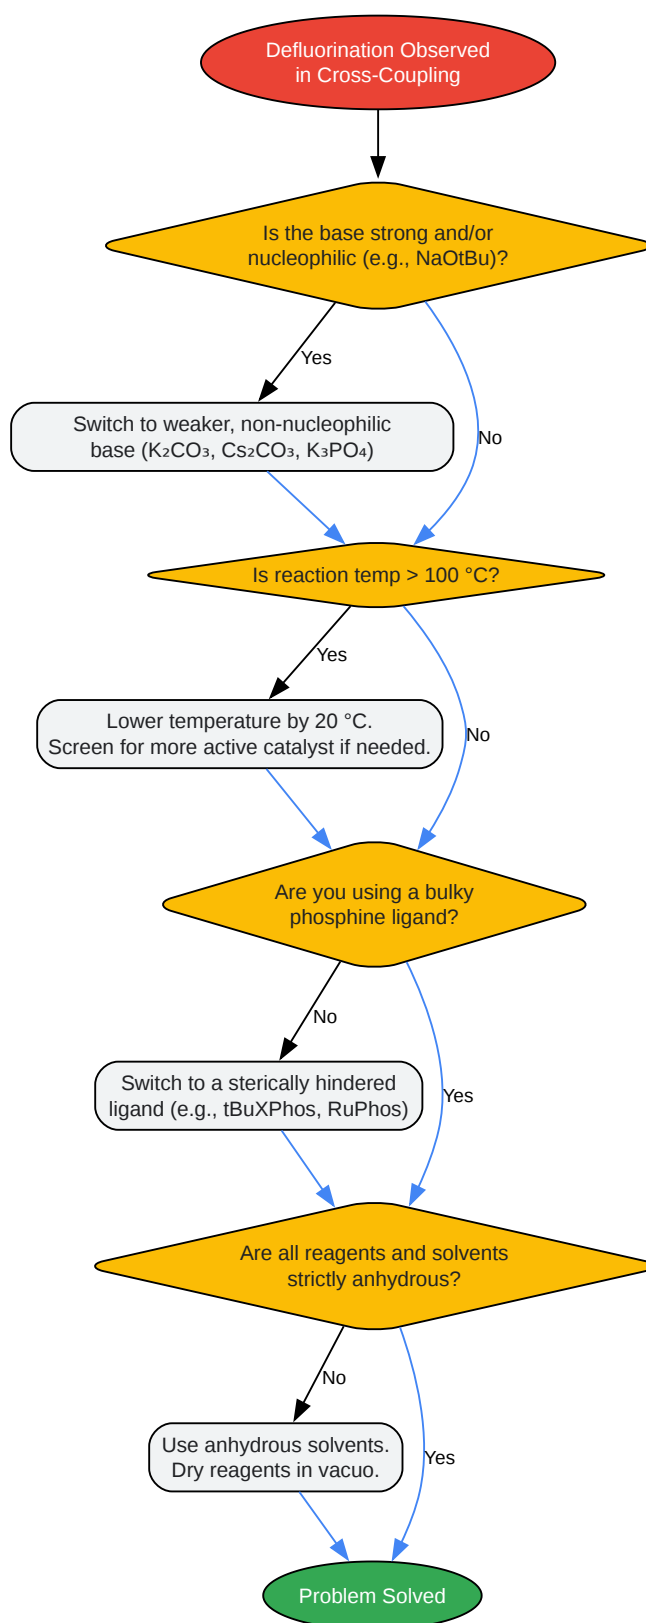 Defluorination Observed
in Cross-Coupling
Is the base strong and/or
nucleophilic (e.g., NaOtBu)?
Yes
No
Switch to weaker, non-nucleophilic
base (K₂CO₃, Cs₂CO₃, K₃PO₄)
Is reaction temp > 100 °C?
Yes
No
Lower temperature by 20 °C.
Screen for more active catalyst if needed.
Are you using a bulky
phosphine ligand?
No
Yes
Switch to a sterically hindered
ligand (e.g., tBuXPhos, RuPhos)
Are all reagents and solvents
strictly anhydrous?
No
Yes
Use anhydrous solvents.
Dry reagents in vacuo.
Problem Solved